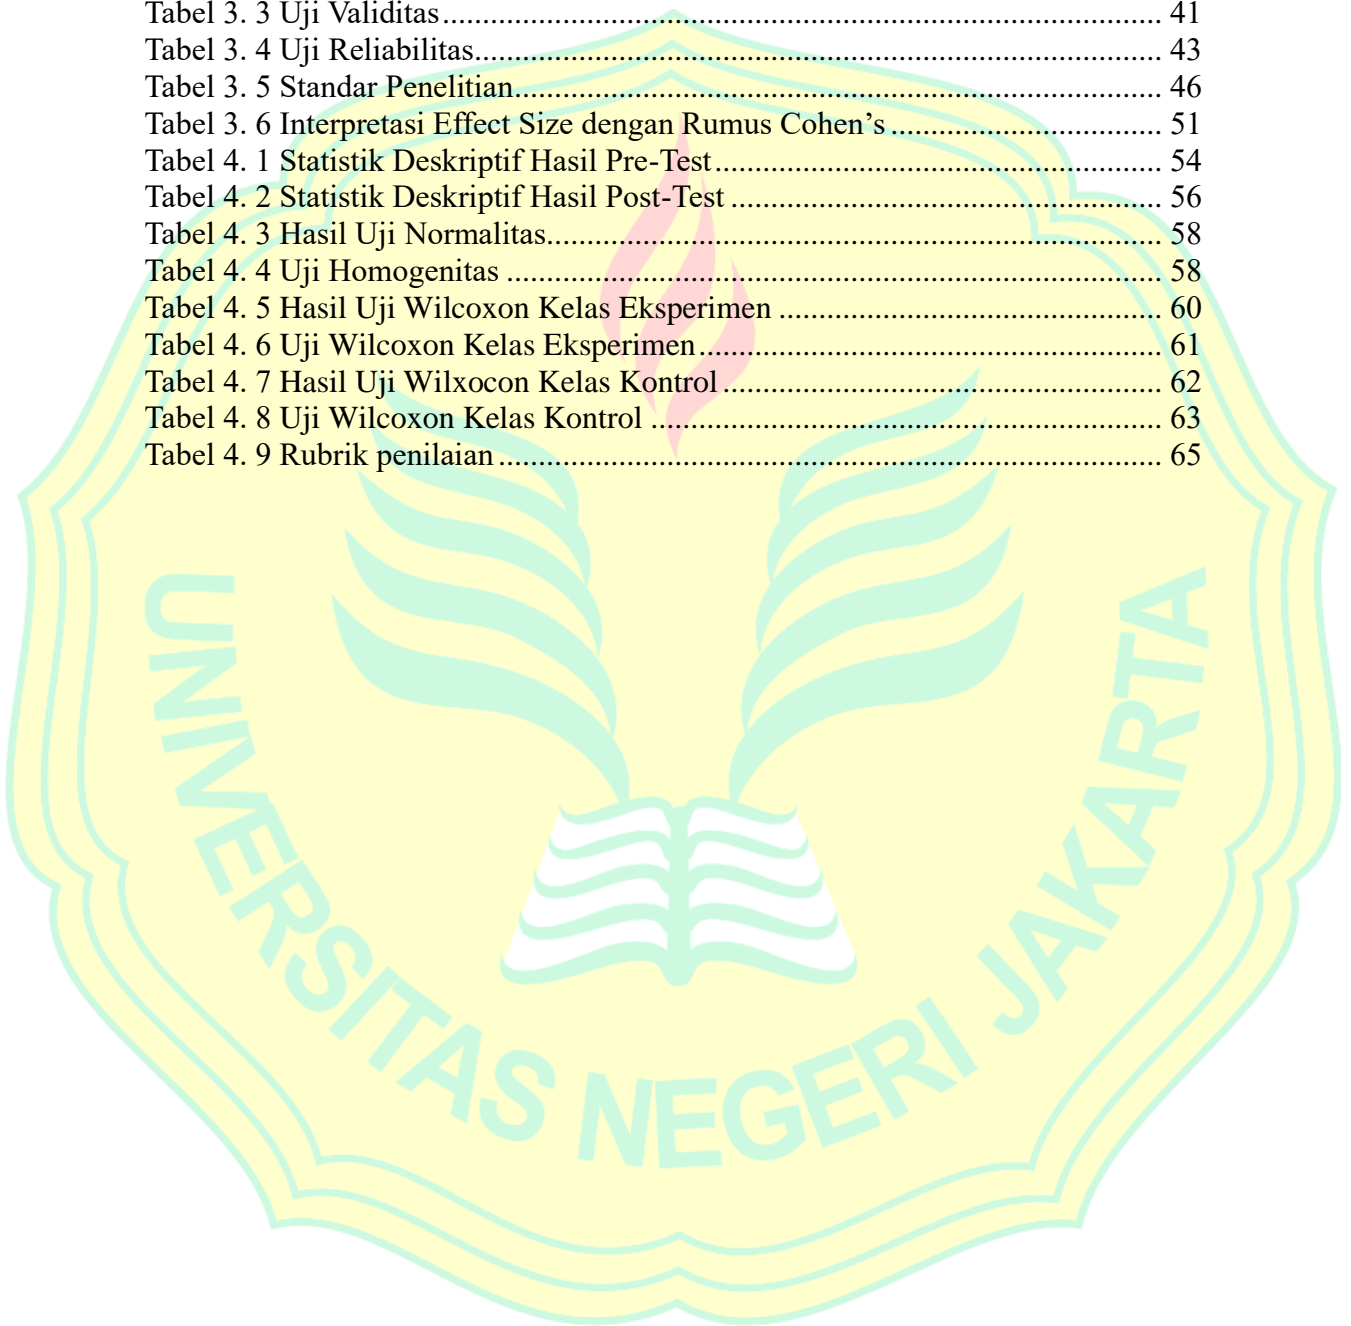 Tabel 3. 3 Uji Validitas........................................................................................ 41
Tabel 3. 4 Uji Reliabilitas.................................................................................... 43
Tabel 3. 5 Standar Penelitian............................................................................... 46
Tabel 3. 6 Interpretasi Effect Size dengan Rumus Cohen’s ................................. 51
Tabel 4. 1 Statistik Deskriptif Hasil Pre-Test...................................................... 54
Tabel 4. 2 Statistik Deskriptif Hasil Post-Test .................................................... 56
Tabel 4. 3 Hasil Uji Normalitas........................................................................... 58
Tabel 4. 4 Uji Homogenitas ................................................................................ 58
Tabel 4. 5 Hasil Uji Wilcoxon Kelas Eksperimen ............................................... 60
Tabel 4. 6 Uji Wilcoxon Kelas Eksperimen......................................................... 61
Tabel 4. 7 Hasil Uji Wilxocon Kelas Kontrol ...................................................... 62
Tabel 4. 8 Uji Wilcoxon Kelas Kontrol ............................................................... 63
Tabel 4. 9 Rubrik penilaian ................................................................................. 65
UNIVERSITAS NEGERI JAKARTA